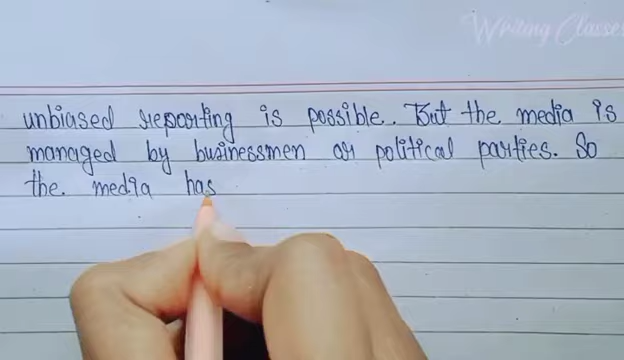 Writing Classes
unbiased reporting is possible. But the media is
managed by businessmen or political parties. So
the media has